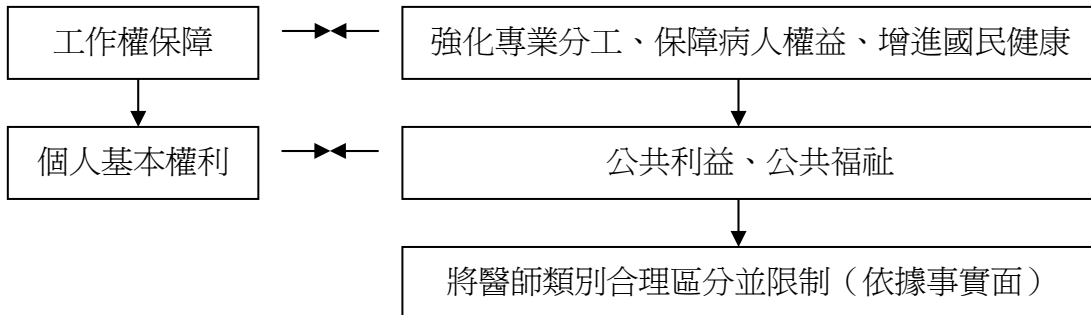 工作權保障
強化專業分工、保障病人權益、增進國民健康
個人基本權利
公共利益、公共福祉
將醫師類別合理區分並限制（依據事實面）